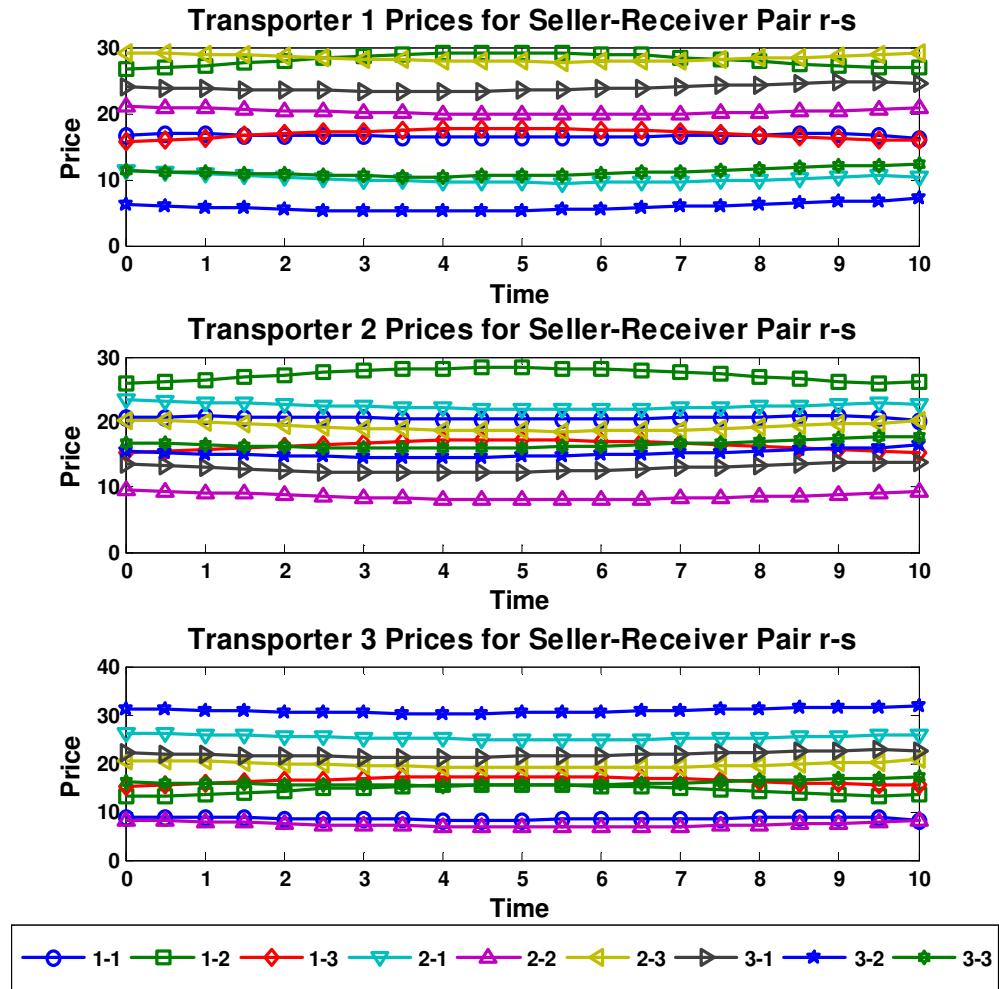 Transporter 1 Prices for Seller-Receiver Pair r-s
30
20
10
0
Price
0 1 2 3 4 5 6 7 8 9 10
Time
Transporter 2 Prices for Seller-Receiver Pair r-s
30
20
10
0
Price
0 1 2 3 4 5 6 7 8 9 10
Time
Transporter 3 Prices for Seller-Receiver Pair r-s
40
30
20
10
0
Price
0 1 2 3 4 5 6 7 8 9 10
Time
1-1 1-2 1-3 2-1 2-2 2-3 3-1 3-2 3-3